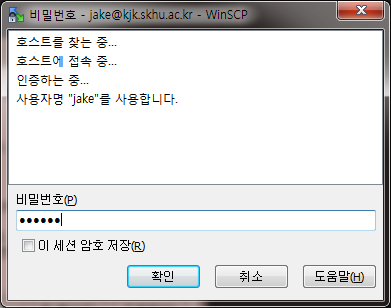 비밀번호 - jake@kjk.skhu.ac.kr - WinSCP
호스트를 찾는 중...
호스트에 접속 중...
인증하는 중...
사용자명 "jake"를 사용합니다.
비밀번호(P)
●●●●●●
이 세션 암호 저장(R)
확인 취소 도움말(H)